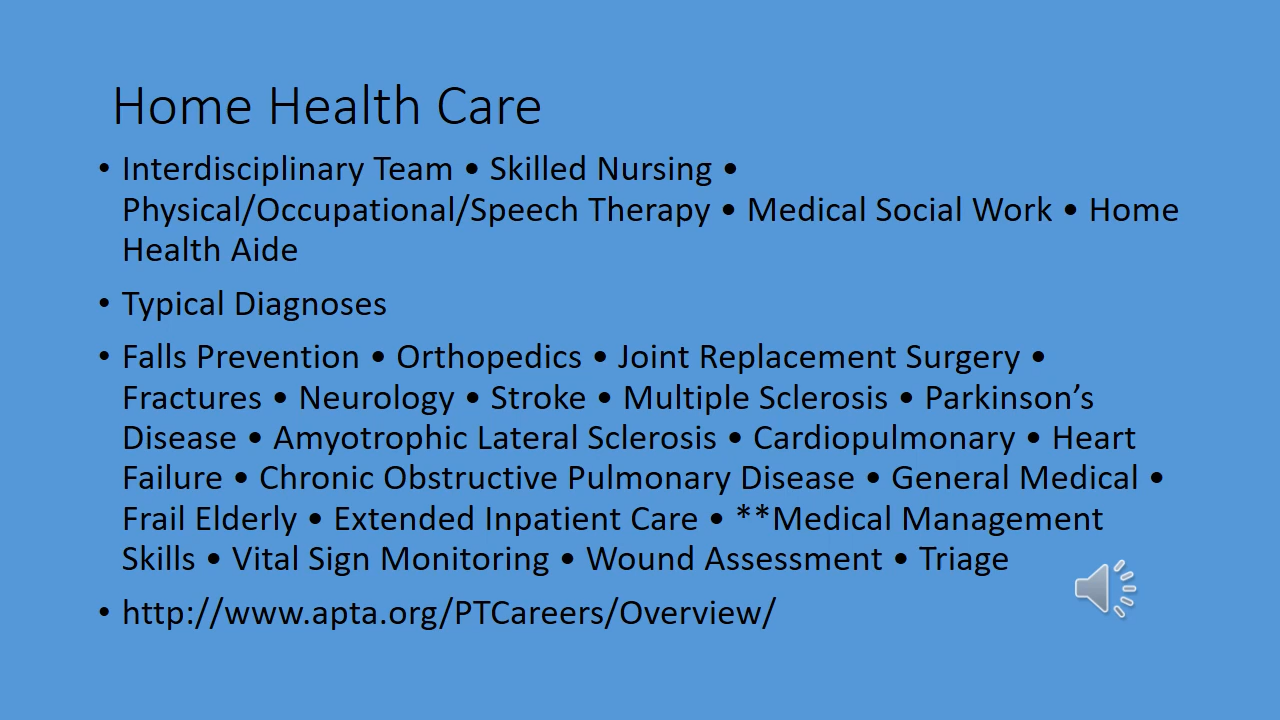 Home Health Care
• Interdisciplinary Team • Skilled Nursing •
Physical/Occupational/Speech Therapy • Medical Social Work • Home
Health Aide
• Typical Diagnoses
• Falls Prevention • Orthopedics • Joint Replacement Surgery •
Fractures • Neurology • Stroke • Multiple Sclerosis • Parkinson’s
Disease • Amyotrophic Lateral Sclerosis • Cardiopulmonary • Heart
Failure • Chronic Obstructive Pulmonary Disease • General Medical •
Frail Elderly • Extended Inpatient Care • **Medical Management
Skills • Vital Sign Monitoring • Wound Assessment • Triage
• http://www.apta.org/PTCareers/Overview/